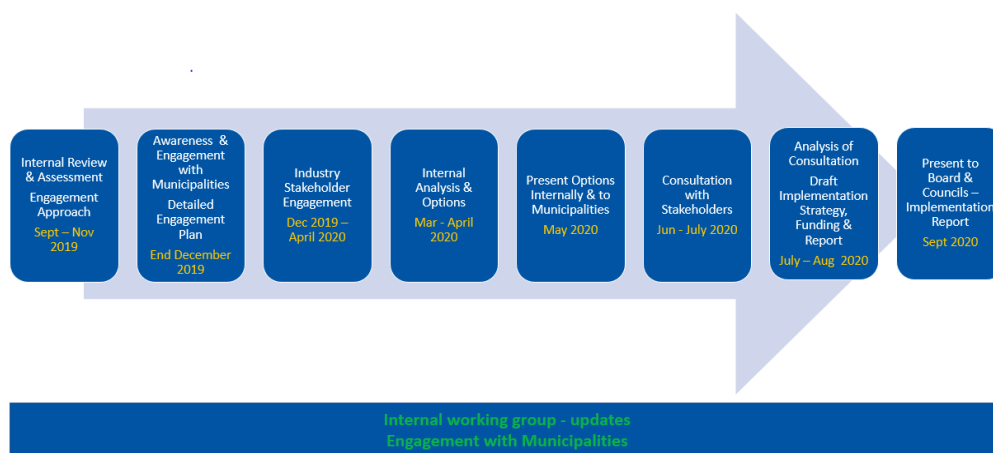 Internal Review
& Assessment
Engagement
Approach
Sept – Nov
2019
Awareness &
Engagement
with
Municipalities
Detailed
Engagement
Plan
End December
2019
Industry
Stakeholder
Engagement
Dec 2019 –
April 2020
Internal
Analysis &
Options
Mar - April
2020
Present Options
Internally & to
Municipalities
May 2020
Consultation
with
Stakeholders
Jun - July 2020
Analysis of
Consultation
Draft
Implementation
Strategy,
Funding &
Report
July – Aug 2020
Present to
Board &
Councils –
Implementation
Report
Sept 2020
Internal working group - updates
Engagement with Municipalities